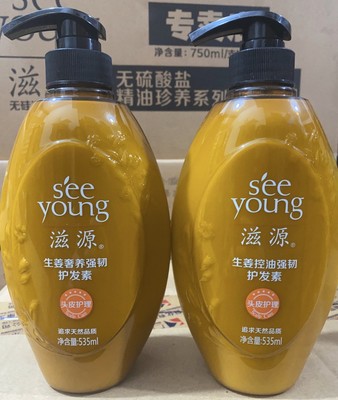 see
专
净含量:750ml/
滋
无硫酸盐
精油珍养系列
see
young
滋源®
生姜奢养强韧
护发素
头皮护理
追求天然品质
净含量:535ml
see
young
滋源®
生姜控油强韧
护发素
头皮护理
追求天然品质
净含量:535ml